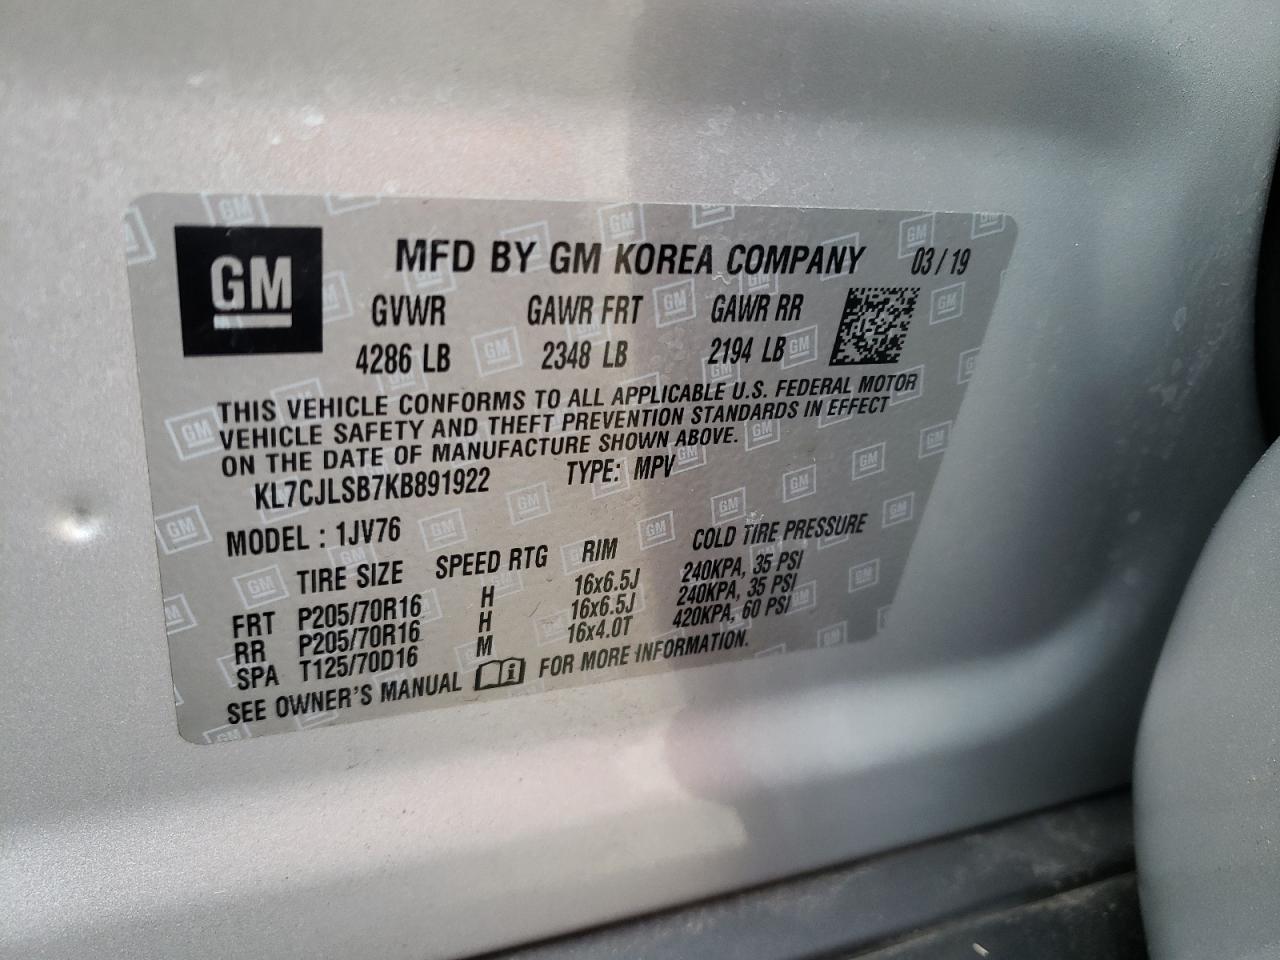 GM
MFD BY GM KOREA COMPANY 03/19
GVWR GAWR FRT GAWR RR
4286 LB 2348 LB 2194 LB
THIS VEHICLE CONFORMS TO ALL APPLICABLE U.S. FEDERAL MOTOR
VEHICLE SAFETY AND THEFT PREVENTION STANDARDS IN EFFECT
ON THE DATE OF MANUFACTURE SHOWN ABOVE.
KL7CJLSB7KB891922 TYPE: MPV
MODEL : 1JV76
TIRE SIZE SPEED RTG RIM COLD TIRE PRESSURE
FRT P205/70R16 H 16x6.5J 240KPA, 35 PSI
RR P205/70R16 H 16x6.5J 240KPA, 35 PSI
SPA T125/70D16 M 16x4.0T 420KPA, 60 PSI
SEE OWNER'S MANUAL i FOR MORE INFORMATION.